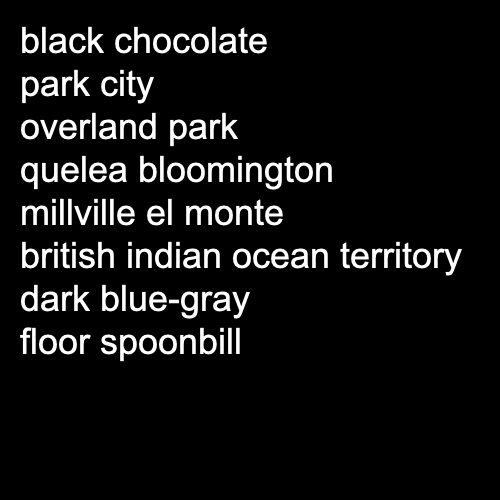 black chocolate
park city
overland park
quelea bloomington
millville el monte
british indian ocean territory
dark blue-gray
floor spoonbill